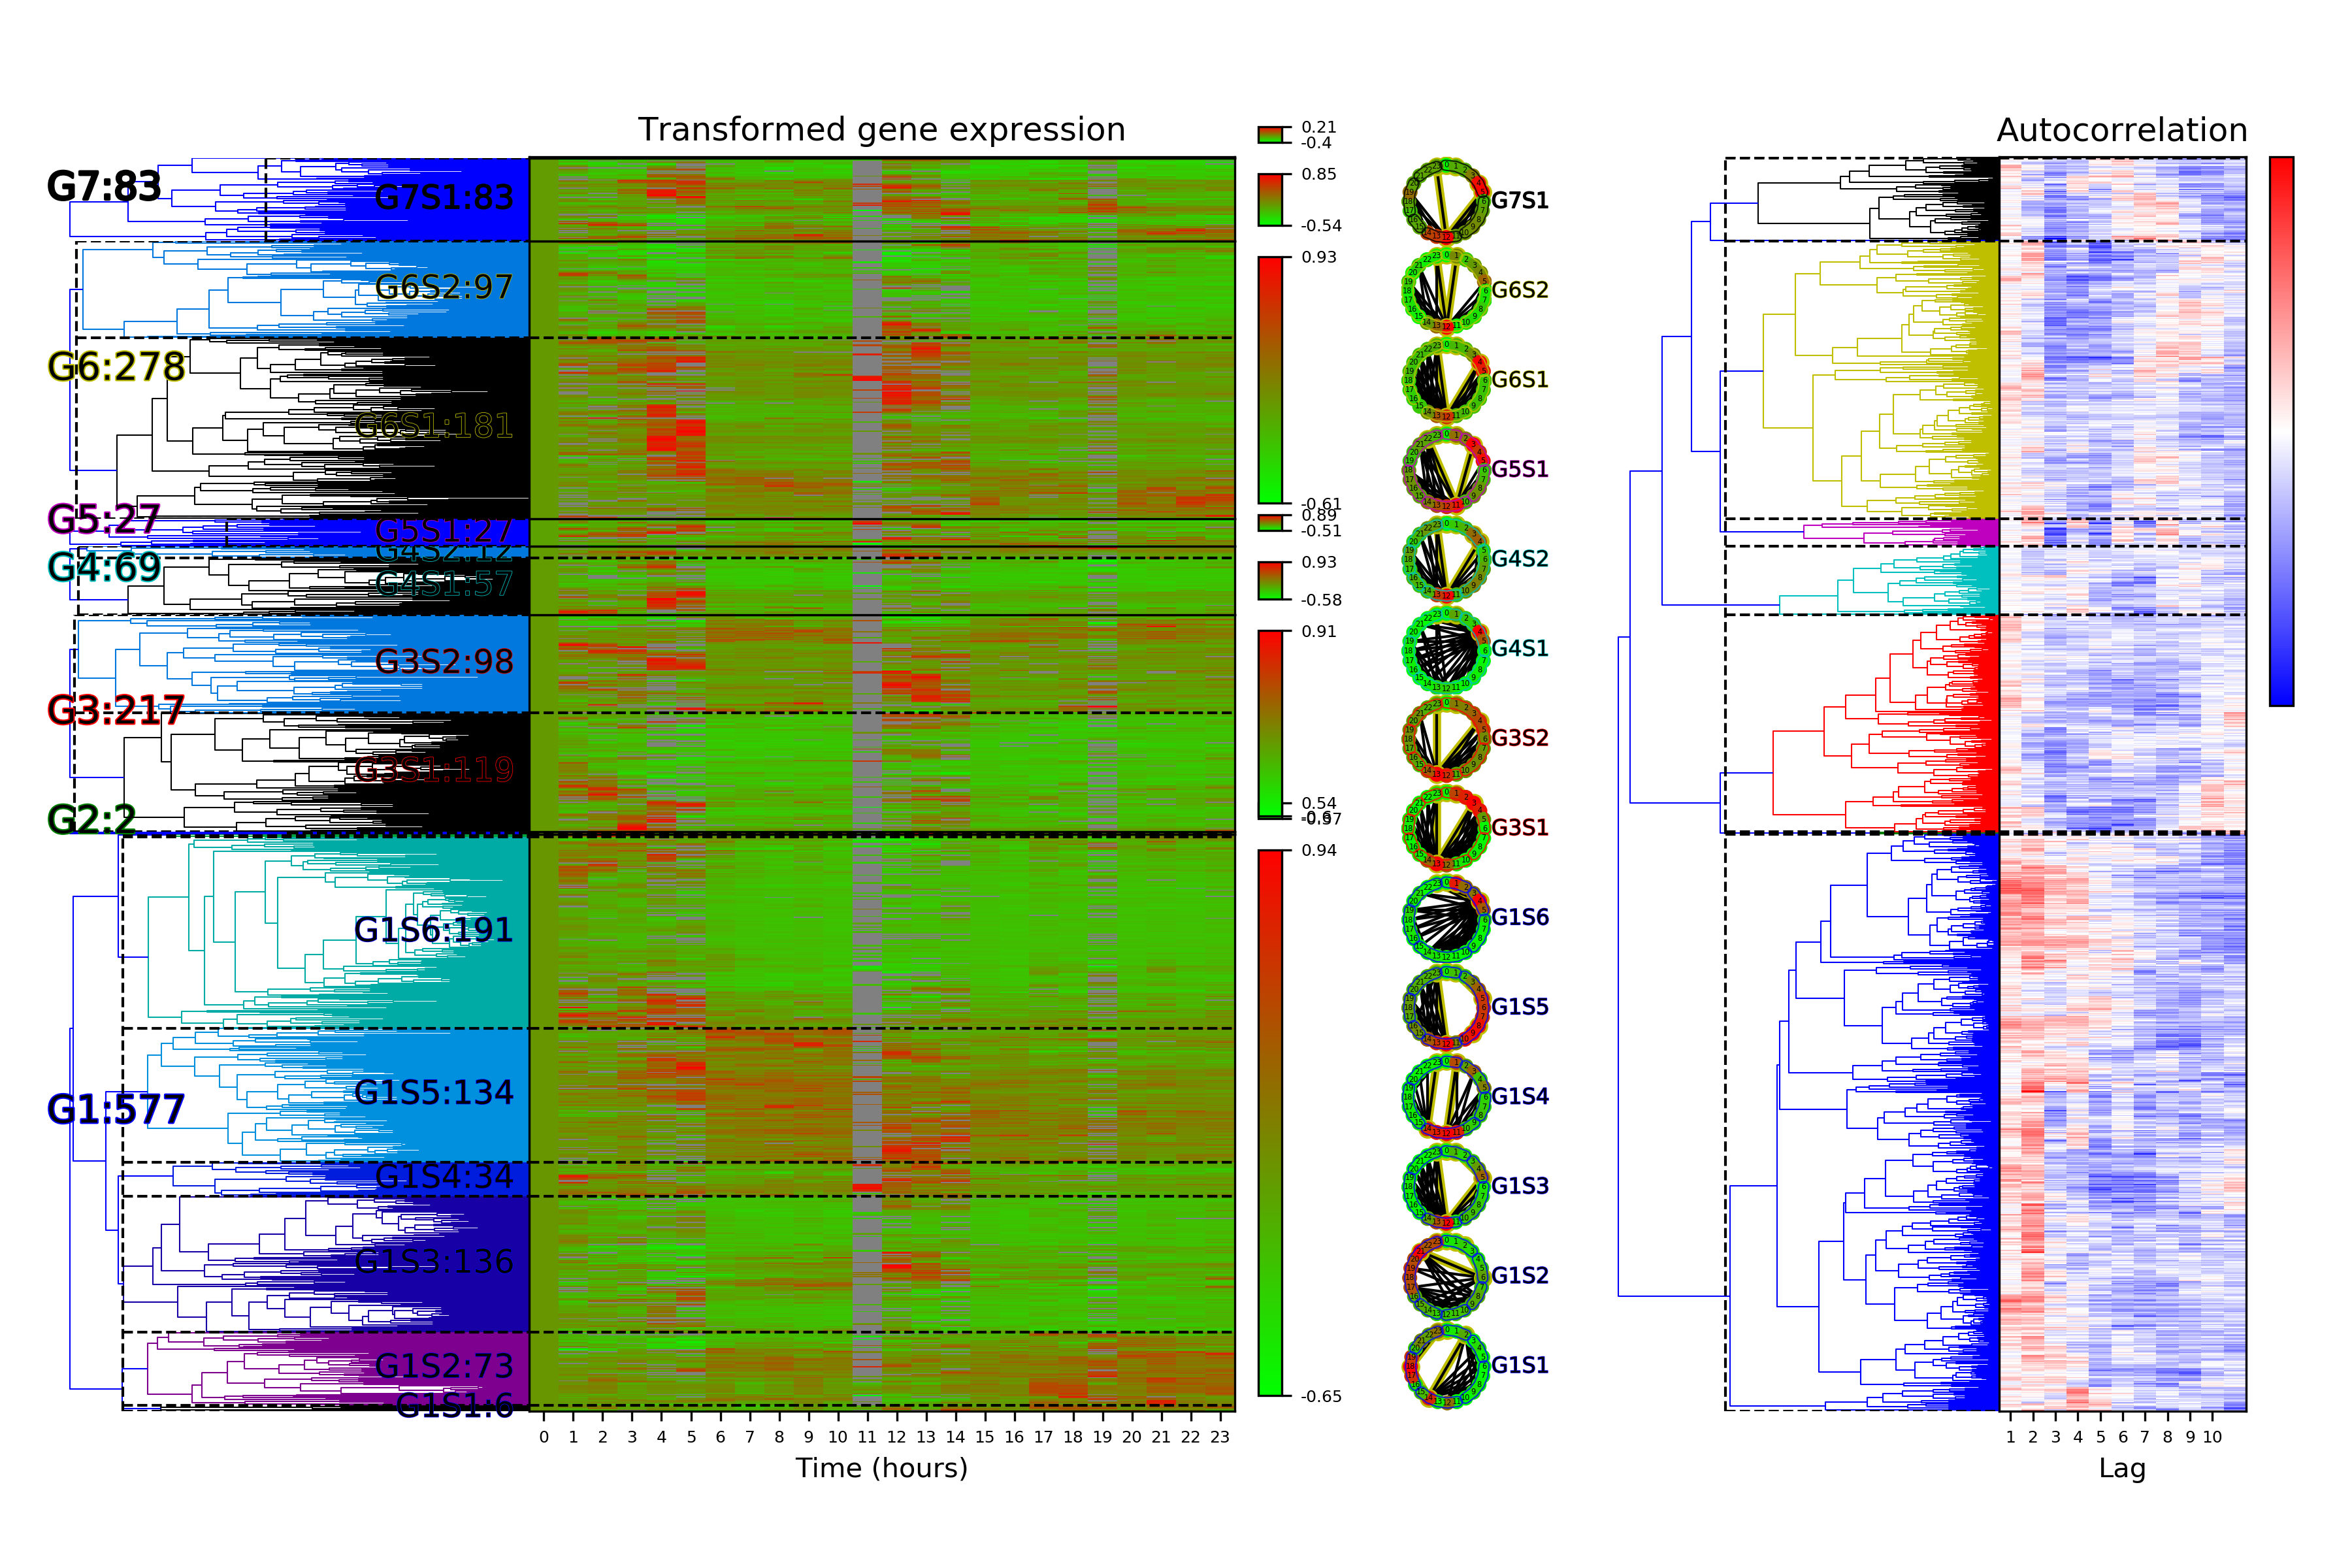 Transformed gene expression
Autocorrelation
G7:83
G6:278
G5:27
G4:69
G3:217
G2:2
G1:577
G7S1:83
G6S2:97
G6S1:181
G5S1:27
G4S2:12
G4S1:57
G3S2:98
G3S1:119
G1S6:191
G1S5:134
G1S4:34
G1S3:136
G1S2:73
G1S1:6
0 1 2 3 4 5 6 7 8 9 10 11 12 13 14 15 16 17 18 19 20 21 22 23
Time (hours)
0.21
-0.4
0.85
-0.54
0.93
-0.61
0.89
-0.51
0.93
-0.58
0.91
0.54
-0.57
0.94
-0.65
G7S1
G6S2
G6S1
G5S1
G4S2
G4S1
G3S2
G3S1
G1S6
G1S5
G1S4
G1S3
G1S2
G1S1
1 2 3 4 5 6 7 8 9 10
Lag